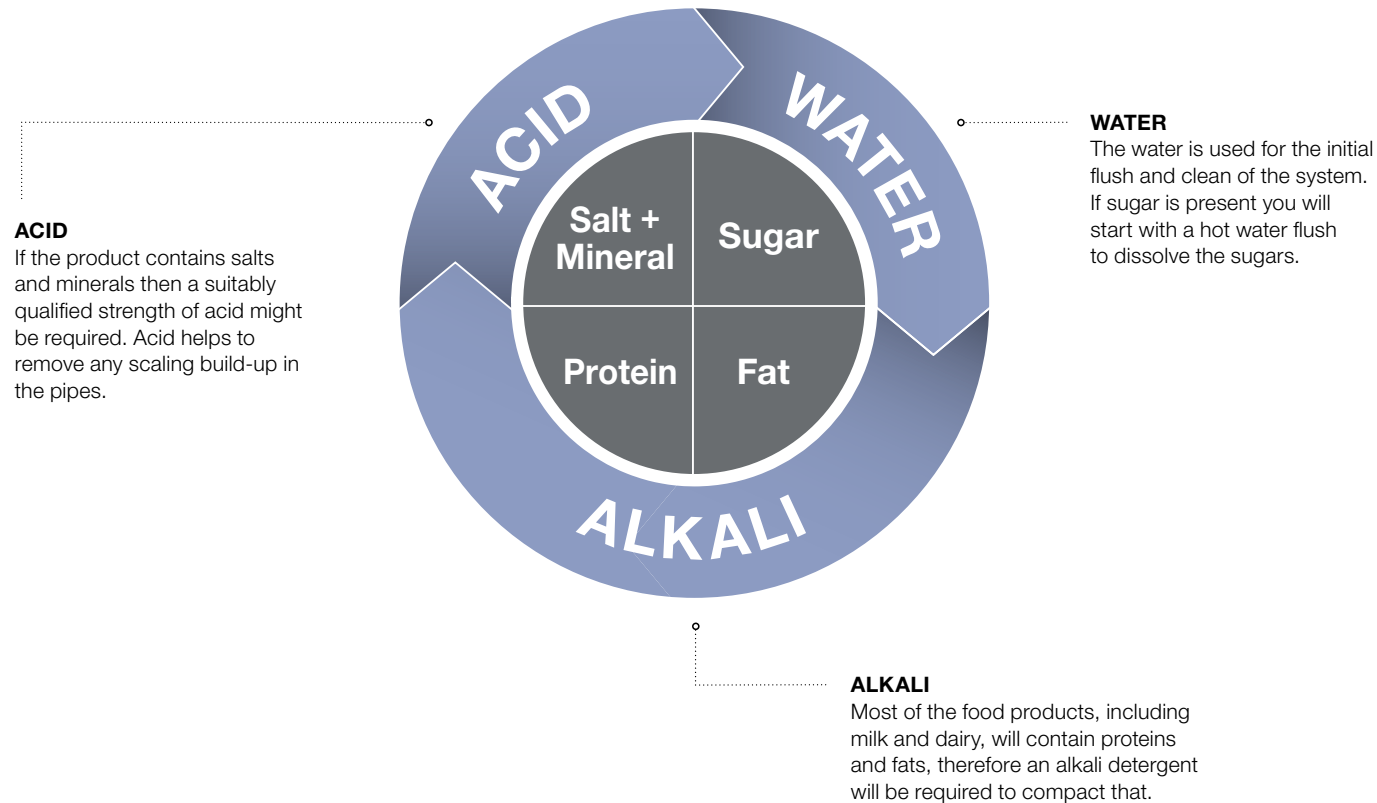 ACID
WATER
Salt +
Mineral
Sugar
Protein
Fat
ALKALI
WATER
The water is used for the initial
flush and clean of the system.
If sugar is present you will
start with a hot water flush
to dissolve the sugars.
ACID
If the product contains salts
and minerals then a suitably
qualified strength of acid might
be required. Acid helps to
remove any scaling build-up in
the pipes.
ALKALI
Most of the food products, including
milk and dairy, will contain proteins
and fats, therefore an alkali detergent
will be required to compact that.